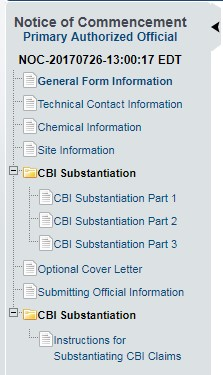 Notice of Commencement
Primary Authorized Official
NOC-20170726-13:00:17 EDT
General Form Information
Technical Contact Information
Chemical Information
Site Information
CBI Substantiation
CBI Substantiation Part 1
CBI Substantiation Part 2
CBI Substantiation Part 3
Optional Cover Letter
Submitting Official Information
CBI Substantiation
Instructions for
Substantiating CBI Claims